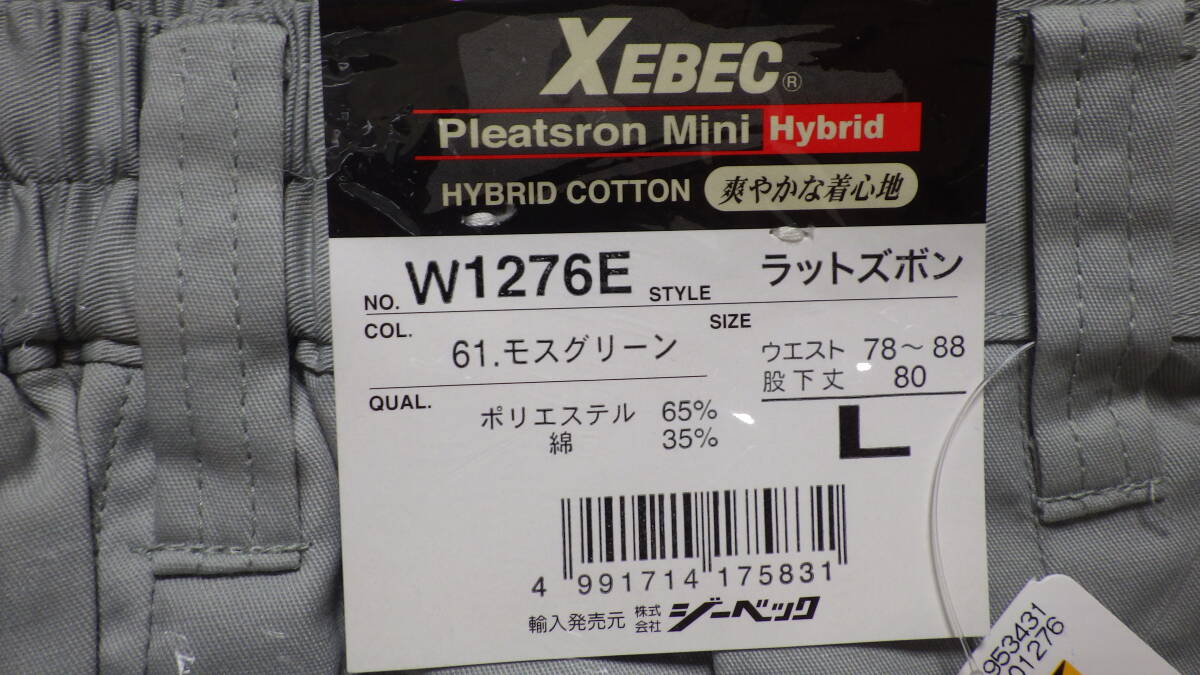 XEBEC®
Pleatsron Mini Hybrid
HYBRID COTTON 爽やかな着心地
NO. W1276E STYLE ラットズボン
COL. 61.モスグリーン
SIZE
ウエスト 78～88
股下丈 80
QUAL. ポリエステル 65%
綿 35%
L
4 991714 175831
輸入発売元 株式会社 ジーベック
953431
01276